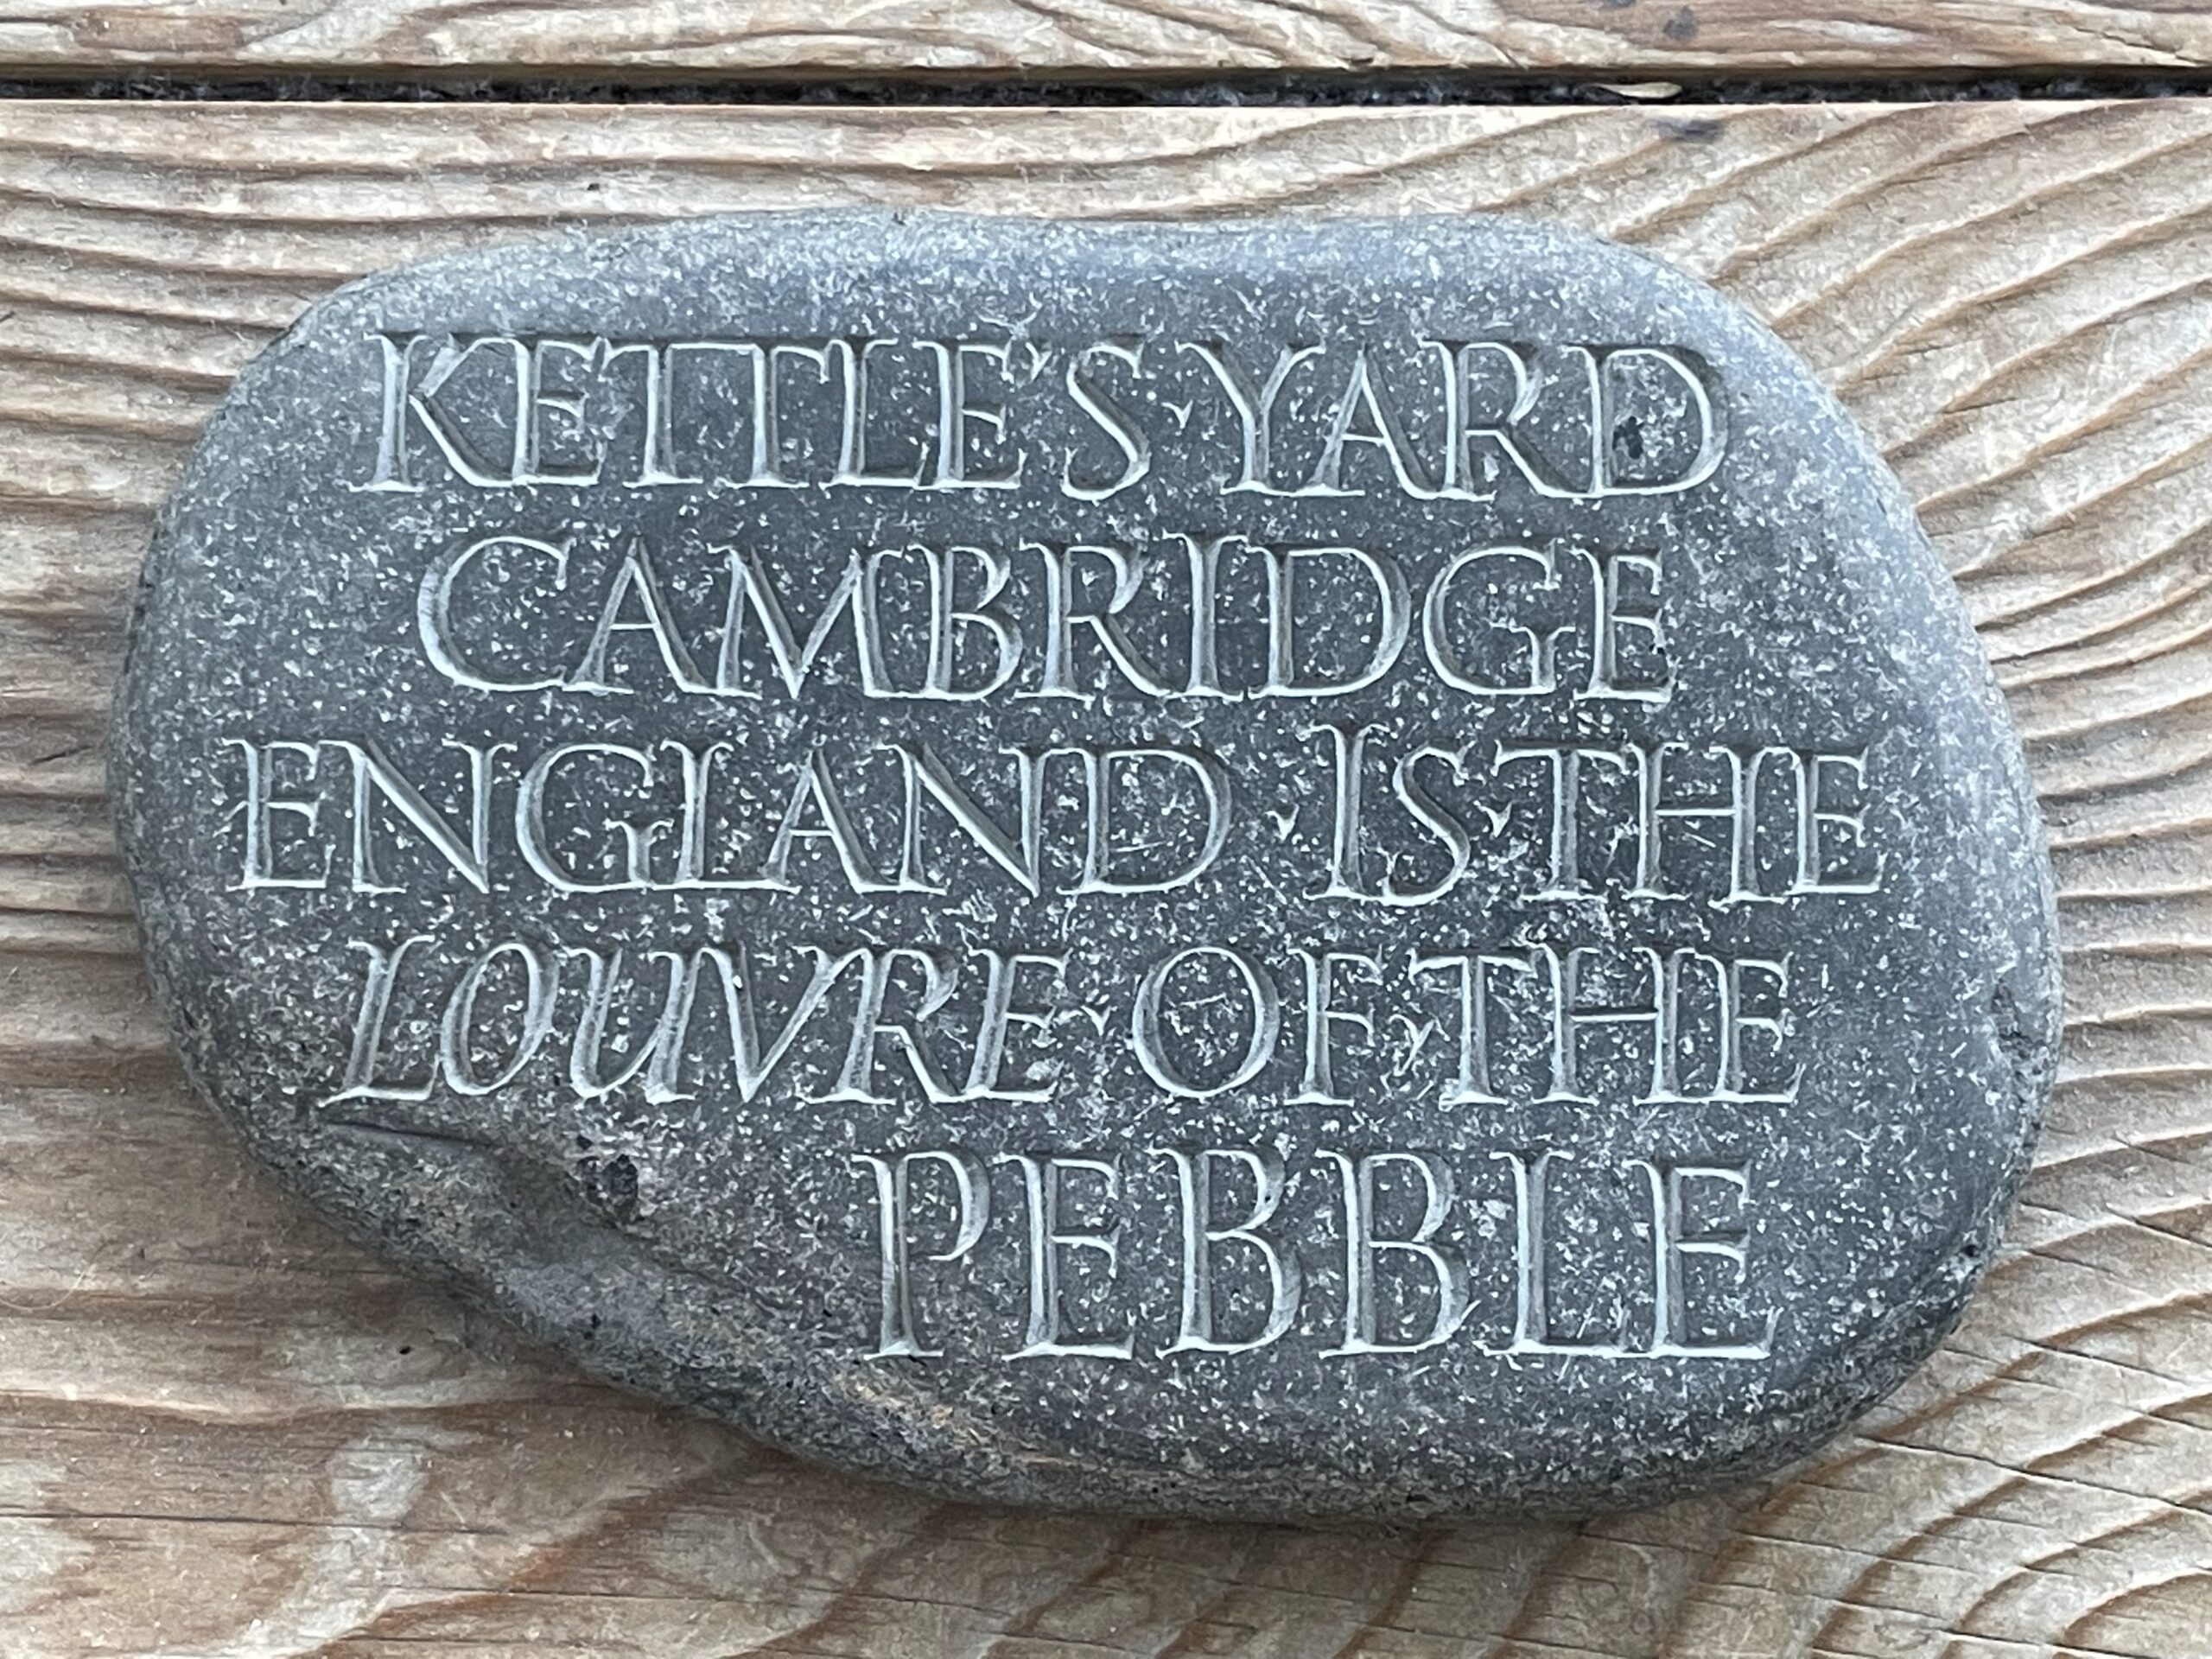 KETTLE'S YARD
CAMBRIDGE
ENGLAND · IS · THE
LOUVRE · OF · THE
PEBBLE